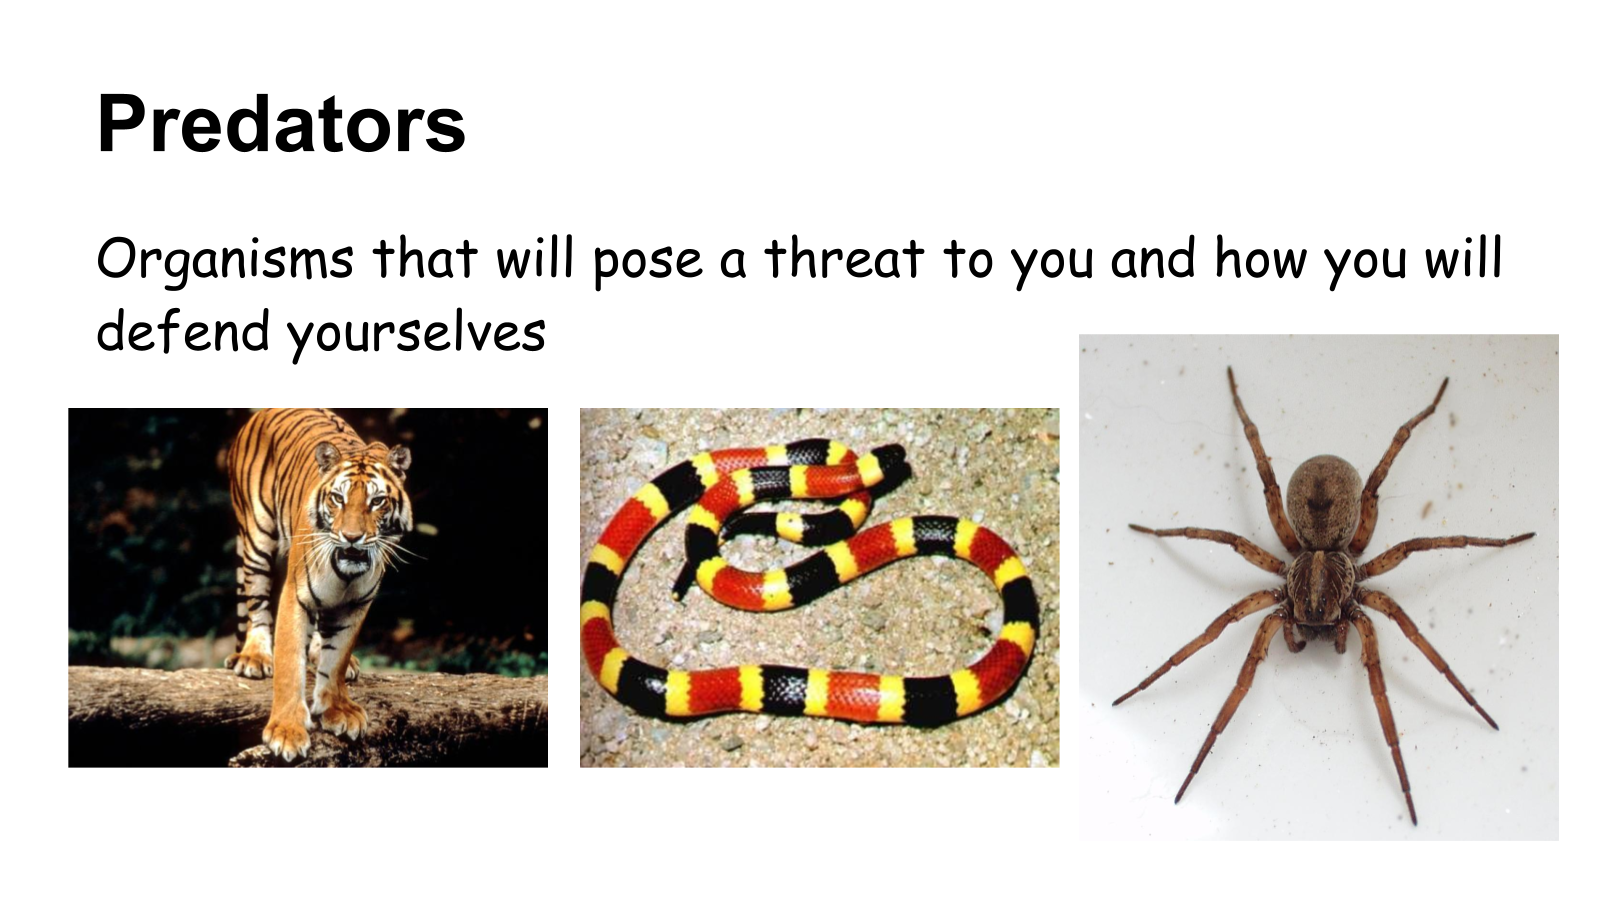 Predators
Organisms that will pose a threat to you and how you will
defend yourselves